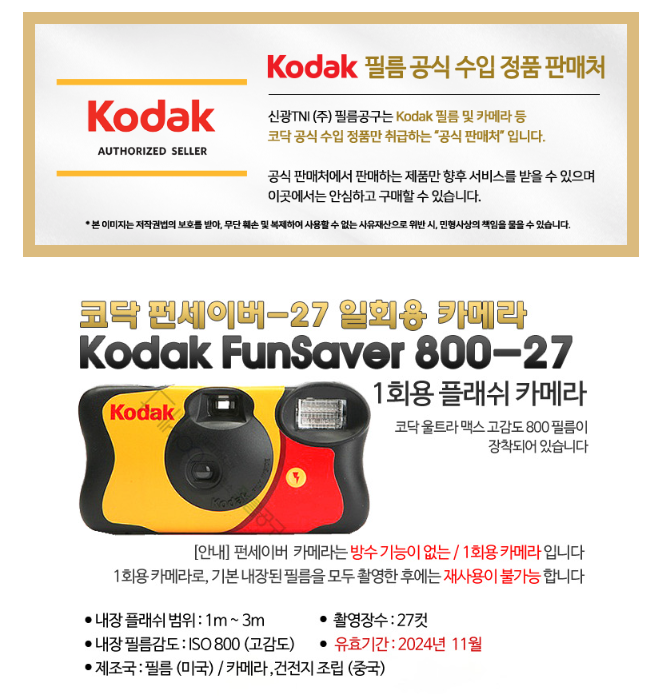 Kodak
AUTHORIZED SELLER
Kodak 필름 공식 수입 정품 판매처
신광TNI (주) 필름공구는 Kodak 필름 및 카메라 등
코닥 공식 수입 정품만 취급하는 "공식 판매처" 입니다.
공식 판매처에서 판매하는 제품만 향후 서비스를 받을 수 있으며
이곳에서는 안심하고 구매할 수 있습니다.
* 본 이미지는 저작권법의 보호를 받아, 무단 훼손 및 복제하여 사용할 수 없는 사유재산으로 위반 시, 민형사상의 책임을 물을 수 있습니다.
코닥 펀세이버-27 일회용 카메라
Kodak FunSaver 800-27
1회용 플래쉬 카메라
코닥 울트라 맥스 고감도 800 필름이
장착되어 있습니다
Kodak
[안내] 펀세이버 카메라는 방수 기능이 없는 / 1회용 카메라 입니다
1회용 카메라로, 기본 내장된 필름을 모두 촬영한 후에는 재사용이 불가능 합니다
• 내장 플래쉬 범위 : 1m ~ 3m
• 촬영장수 : 27컷
• 내장 필름감도 : ISO 800 (고감도)
• 유효기간 : 2024년 11월
• 제조국 : 필름 (미국) / 카메라 ,건전지 조립 (중국)